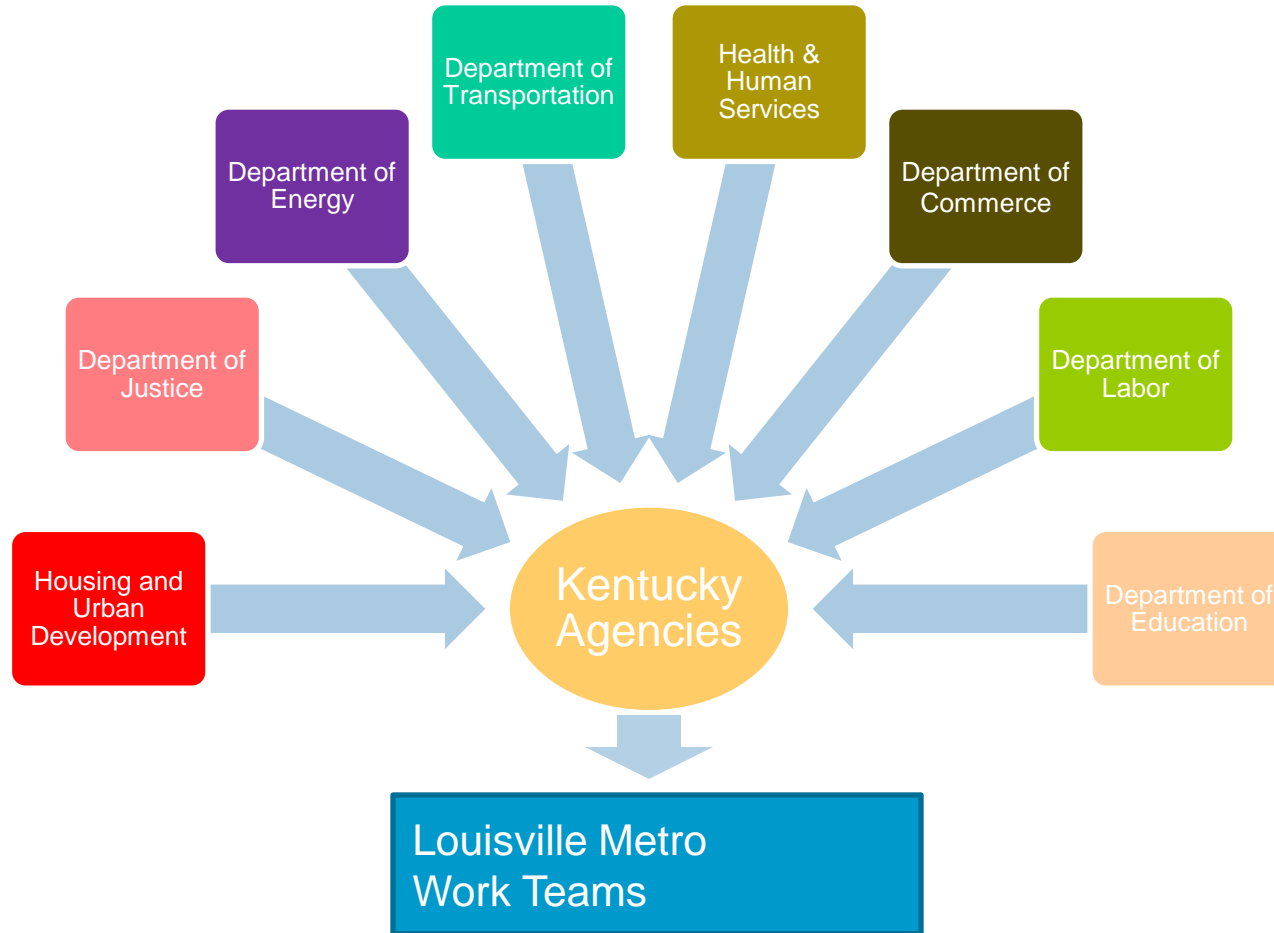 Department of
Transportation
Health &
Human
Services
Department of
Energy
Department of
Commerce
Department of
Justice
Department of
Labor
Housing and
Urban
Development
Kentucky
Agencies
Department of
Education
Louisville Metro
Work Teams